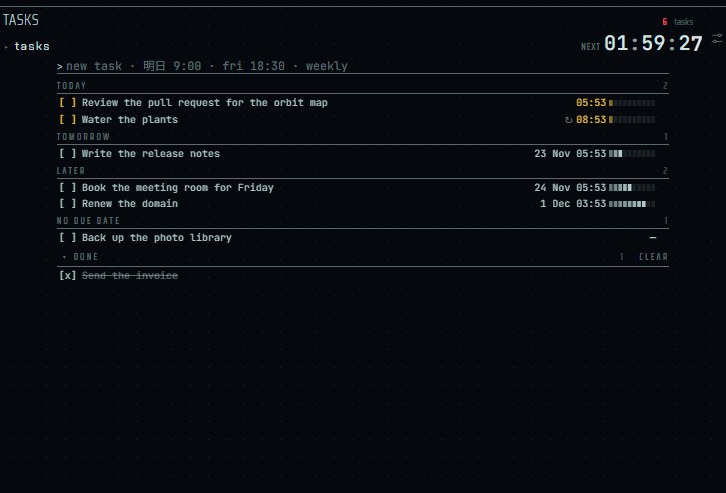 TASKS
6 tasks
▸ tasks
NEXT 01:59:27
> new task · 明日 9:00 · fri 18:30 · weekly
TODAY 2
[ ] Review the pull request for the orbit map 05:53
[ ] Water the plants ↻ 08:53
TOMORROW 1
[ ] Write the release notes 23 Nov 05:53
LATER 2
[ ] Book the meeting room for Friday 24 Nov 05:53
[ ] Renew the domain 1 Dec 03:53
NO DUE DATE 1
[ ] Back up the photo library —
▾ DONE 1 CLEAR
[x] Send the invoice